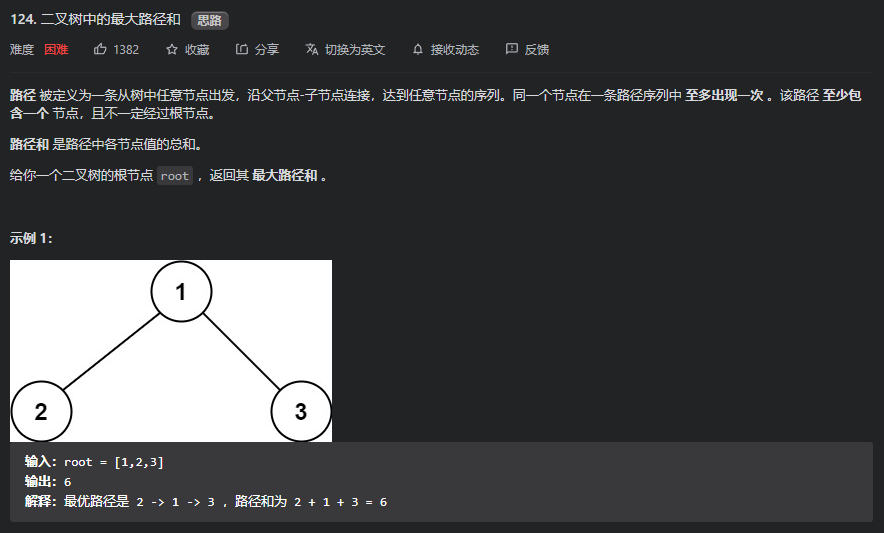 124. 二叉树中的最大路径和 思路
难度 困难 1382 收藏 分享 切换为英文 接收动态 反馈
路径 被定义为一条从树中任意节点出发，沿父节点-子节点连接，达到任意节点的序列。同一个节点在一条路径序列中 至多出现一次 。该路径 至少包
含一个 节点，且不一定经过根节点。
路径和 是路径中各节点值的总和。
给你一个二叉树的根节点 root ，返回其 最大路径和 。
示例 1：
1
2 3
输入：root = [1,2,3]
输出：6
解释：最优路径是 2 -> 1 -> 3 ，路径和为 2 + 1 + 3 = 6